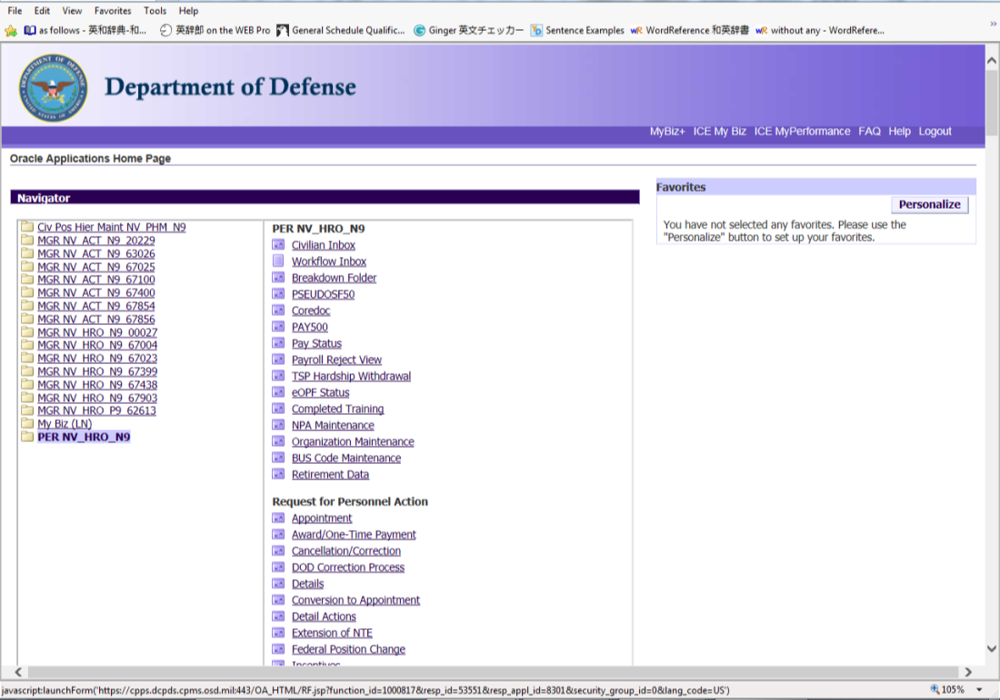 File Edit View Favorites Tools Help
as follows - 英和辞典-和... 英辞郎 on the WEB Pro General Schedule Qualific... Ginger 英文チェッカー Sentence Examples WordReference 和英辞書 without any - WordRefere... »
Department of Defense
MyBiz+ ICE My Biz ICE MyPerformance FAQ Help Logout
Oracle Applications Home Page
Navigator
Civ Pos Hier Maint NV_PHM_N9
MGR NV_ACT_N9_20229
MGR NV_ACT_N9_63026
MGR NV_ACT_N9_67025
MGR NV_ACT_N9_67100
MGR NV_ACT_N9_67400
MGR NV_ACT_N9_67854
MGR NV_ACT_N9_67856
MGR NV_HRO_N9_00027
MGR NV_HRO_N9_67004
MGR NV_HRO_N9_67023
MGR NV_HRO_N9_67399
MGR NV_HRO_N9_67438
MGR NV_HRO_N9_67903
MGR NV_HRO_P9_62613
My Biz (LN)
PER NV_HRO_N9
PER NV_HRO_N9
Civilian Inbox
Workflow Inbox
Breakdown Folder
PSEUDOSF50
Coredoc
PAY500
Pay Status
Payroll Reject View
TSP Hardship Withdrawal
eOPF Status
Completed Training
NPA Maintenance
Organization Maintenance
BUS Code Maintenance
Retirement Data
Request for Personnel Action
Appointment
Award/One-Time Payment
Cancellation/Correction
DOD Correction Process
Details
Conversion to Appointment
Detail Actions
Extension of NTE
Federal Position Change
Incentives
Favorites
Personalize
You have not selected any favorites. Please use the
"Personalize" button to set up your favorites.
javascript:launchForm('https://cpps.dcpds.cpms.osd.mil:443/OA_HTML/RF.jsp?function_id=1000817&resp_id=53551&resp_appl_id=8301&security_group_id=0&lang_code=US')
105%